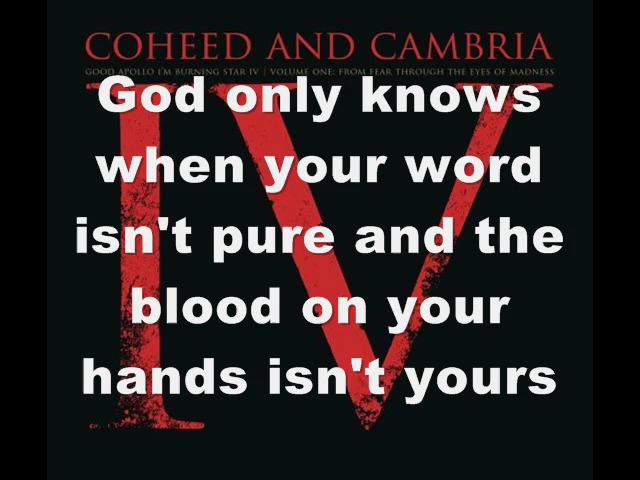 COHEED AND CAMBRIA
GOOD APOLLO I'M BURNING STAR IV | VOLUME ONE: FROM FEAR THROUGH THE EYES OF MADNESS
God only knows
when your word
isn't pure and the
blood on your
hands isn't yours
IV